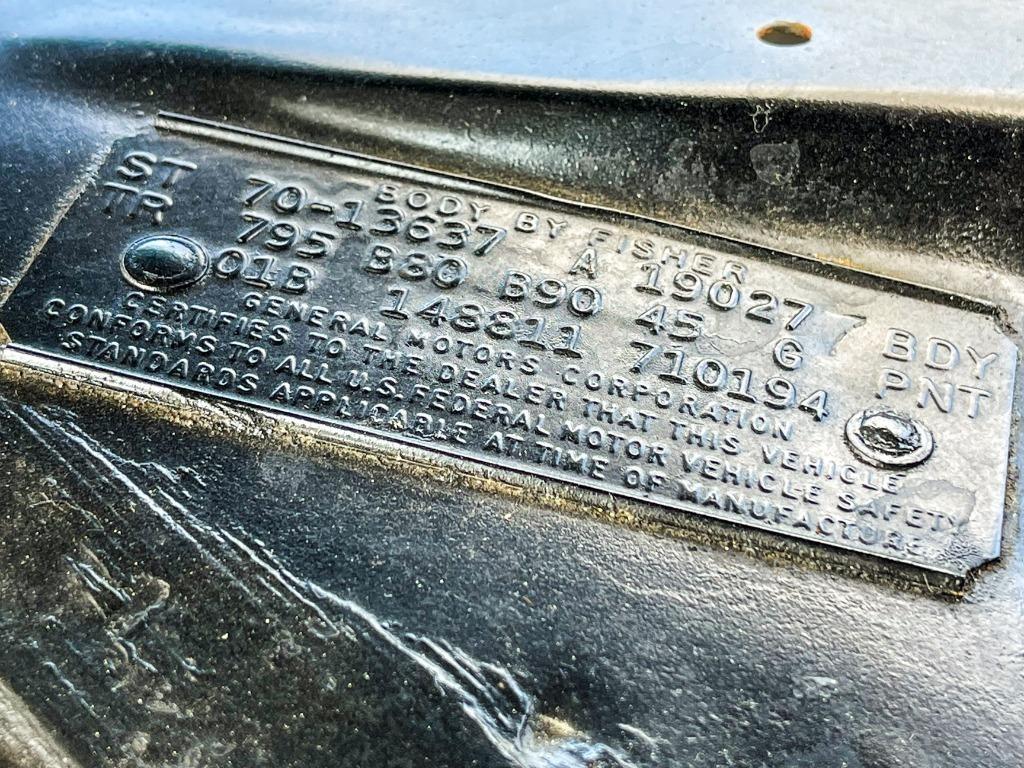 BODY BY FISHER
ST 70-13637 A 190277 BDY
TR 795 B80 B90 45 G PNT
01B 148811 710194
GENERAL MOTORS CORPORATION
CERTIFIES TO THE DEALER THAT THIS VEHICLE
CONFORMS TO ALL U.S. FEDERAL MOTOR VEHICLE SAFETY
STANDARDS APPLICABLE AT TIME OF MANUFACTURE